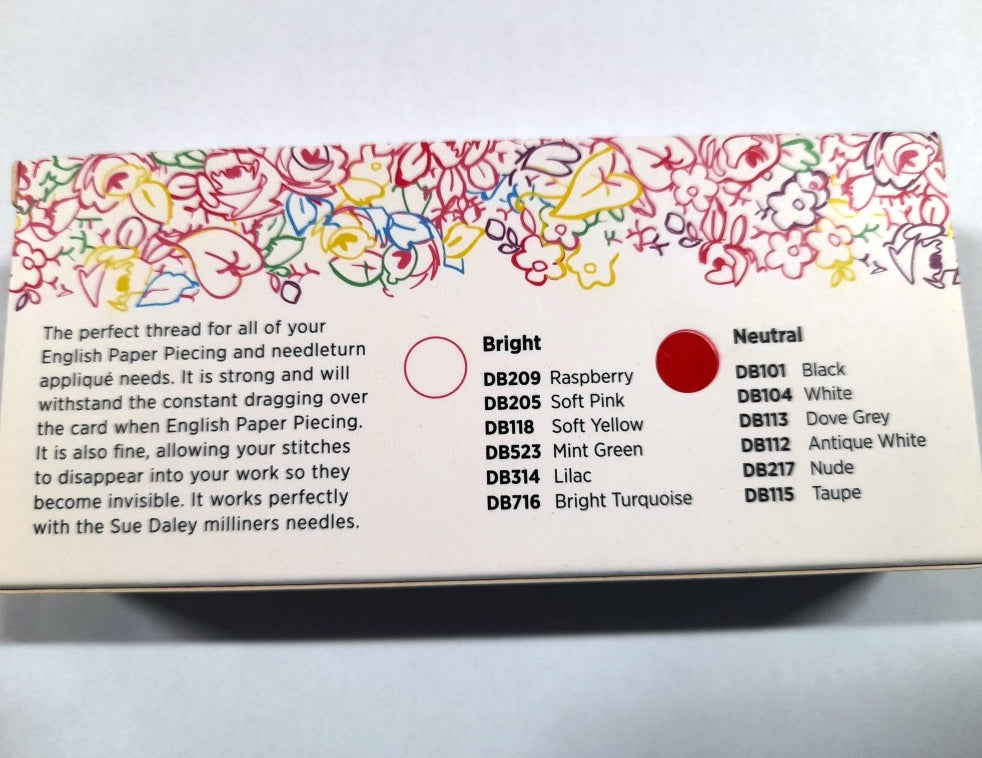 The perfect thread for all of your
English Paper Piecing and needleturn
appliqué needs. It is strong and will
withstand the constant dragging over
the card when English Paper Piecing.
It is also fine, allowing your stitches
to disappear into your work so they
become invisible. It works perfectly
with the Sue Daley milliners needles.
Bright
DB209 Raspberry
DB205 Soft Pink
DB118 Soft Yellow
DB523 Mint Green
DB314 Lilac
DB716 Bright Turquoise
Neutral
DB101 Black
DB104 White
DB113 Dove Grey
DB112 Antique White
DB217 Nude
DB115 Taupe